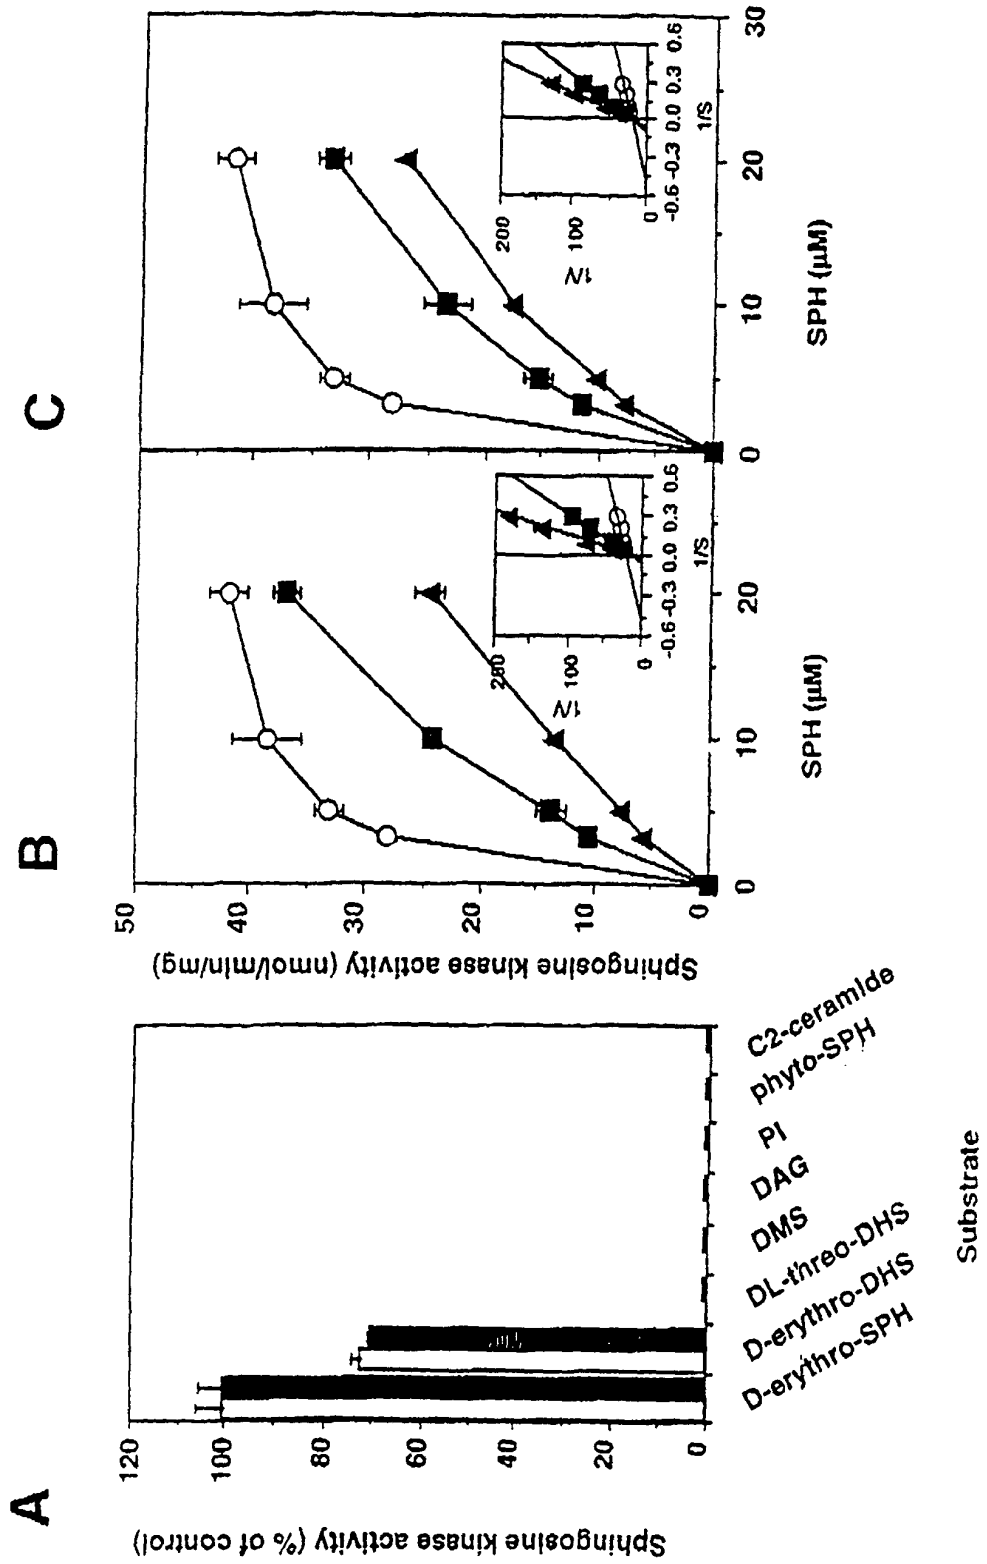 A
Sphingosine kinase activity (% of control)
120
100
80
60
40
20
0
D-erythro-SPH
D-erythro-DHS
DL-threo-DHS
DMS
DAG
PI
phyto-SPH
C2-ceramide
Substrate
B
Sphingosine kinase activity (nmol/min/mg)
50
40
30
20
10
0
0
10
20
SPH (μM)
200
100
0
1/V
-0.6
-0.3
0.0
0.3
0.6
1/S
C
0
10
20
30
SPH (μM)
200
100
0
1/V
-0.6
-0.3
0.0
0.3
0.6
1/S